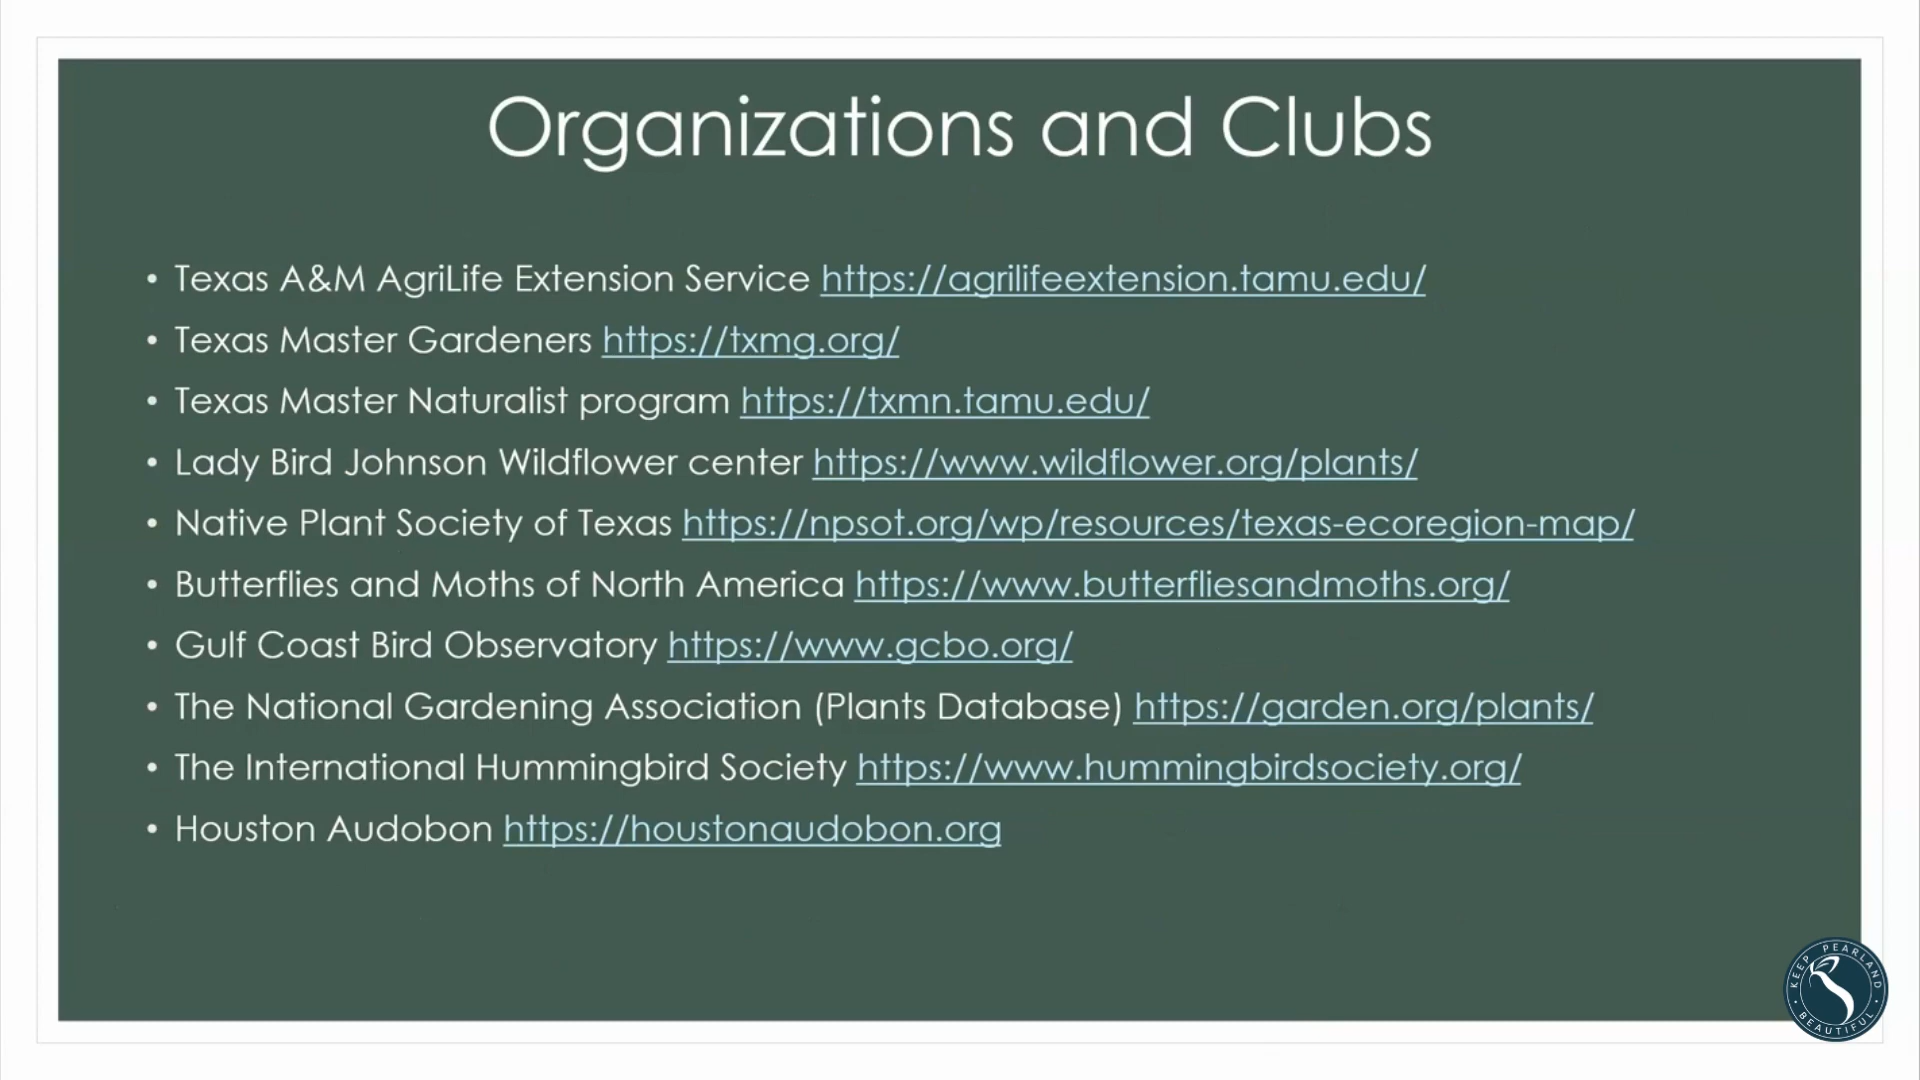 Organizations and Clubs
• Texas A&M AgriLife Extension Service https://agrilifeextension.tamu.edu/
• Texas Master Gardeners https://txmg.org/
• Texas Master Naturalist program https://txmn.tamu.edu/
• Lady Bird Johnson Wildflower center https://www.wildflower.org/plants/
• Native Plant Society of Texas https://npsot.org/wp/resources/texas-ecoregion-map/
• Butterflies and Moths of North America https://www.butterfliesandmoths.org/
• Gulf Coast Bird Observatory https://www.gcbo.org/
• The National Gardening Association (Plants Database) https://garden.org/plants/
• The International Hummingbird Society https://www.hummingbirdsociety.org/
• Houston Audobon https://houstonaudobon.org
KEEP PEARLAND
BEAUTIFUL